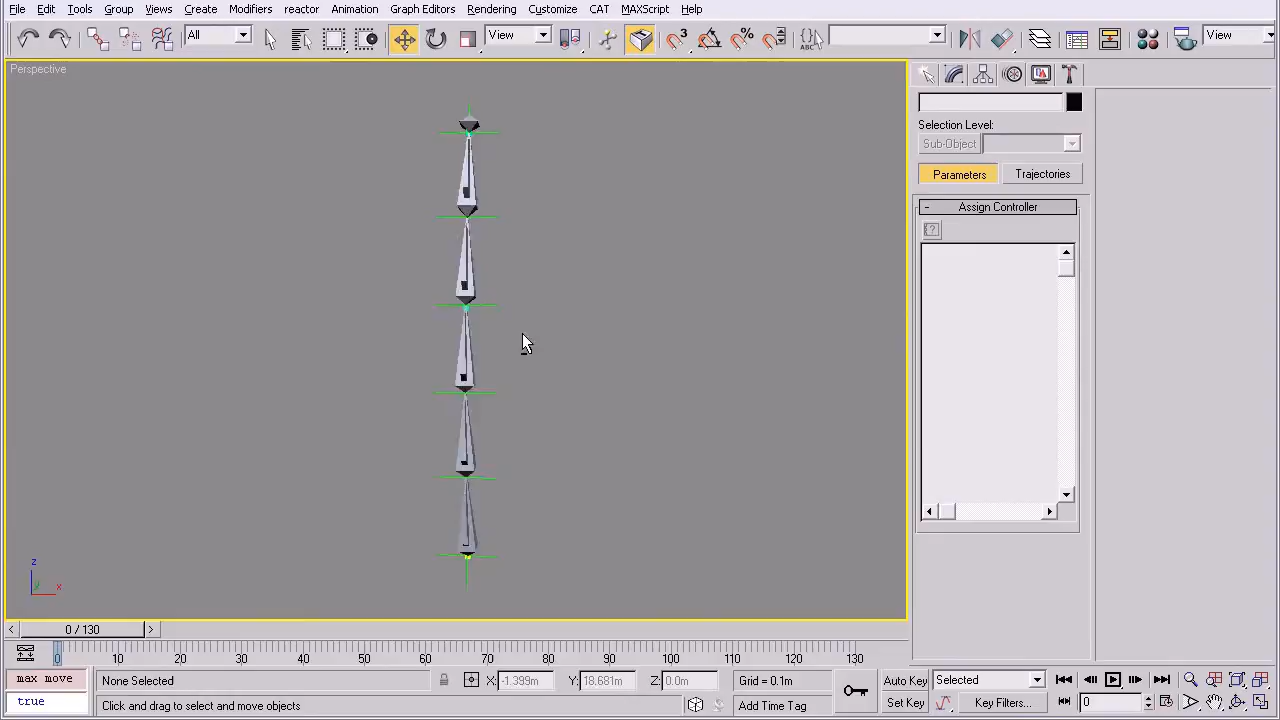 File Edit Tools Group Views Create Modifiers reactor Animation Graph Editors Rendering Customize CAT MAXScript Help
All View 3 % ABC View
Perspective
Selection Level:
Sub-Object
Parameters Trajectories
- Assign Controller
?
z
y x
< 0 / 130 >
0 10 20 30 40 50 60 70 80 90 100 110 120 130
max move None Selected X: -1.399m Y: 18.681m Z: 0.0m Grid = 0.1m Auto Key Selected
true Click and drag to select and move objects Add Time Tag Set Key Key Filters... 0